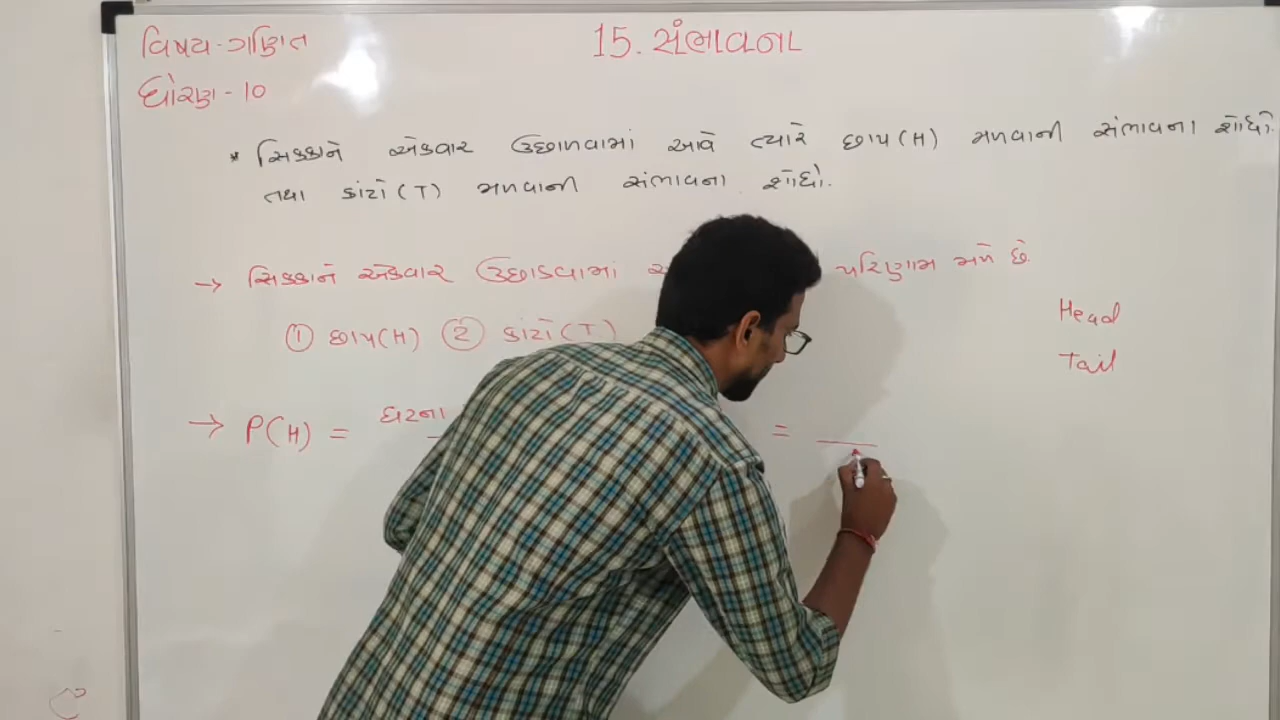 વિષય - ગણિત
ધોરણ - 10
15. સંભાવના
* સિક્કાને એકવાર ઉછાળવામાં આવે ત્યારે છાપ (H) મળવાની સંભાવના શોધો.
તથા કાંટો (T) મળવાની સંભાવના શોધો.
→ સિક્કાને એકવાર ઉછાળવામાં પરિણામ મળે છે
① છાપ(H) ② કાંટો (T)
Head
Tail
→ P(H) = ઘટના =